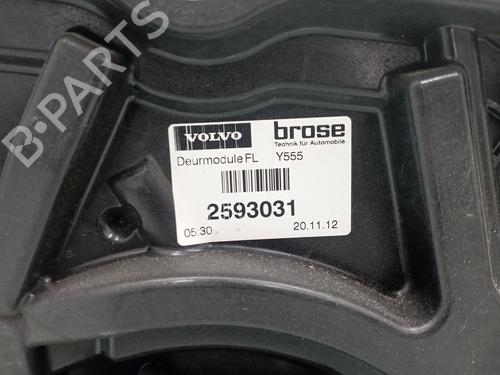 B-PARTS
VOLVO brose
Technik für Automobile
Deurmodule FL Y555
2593031
05:30 20.11.12